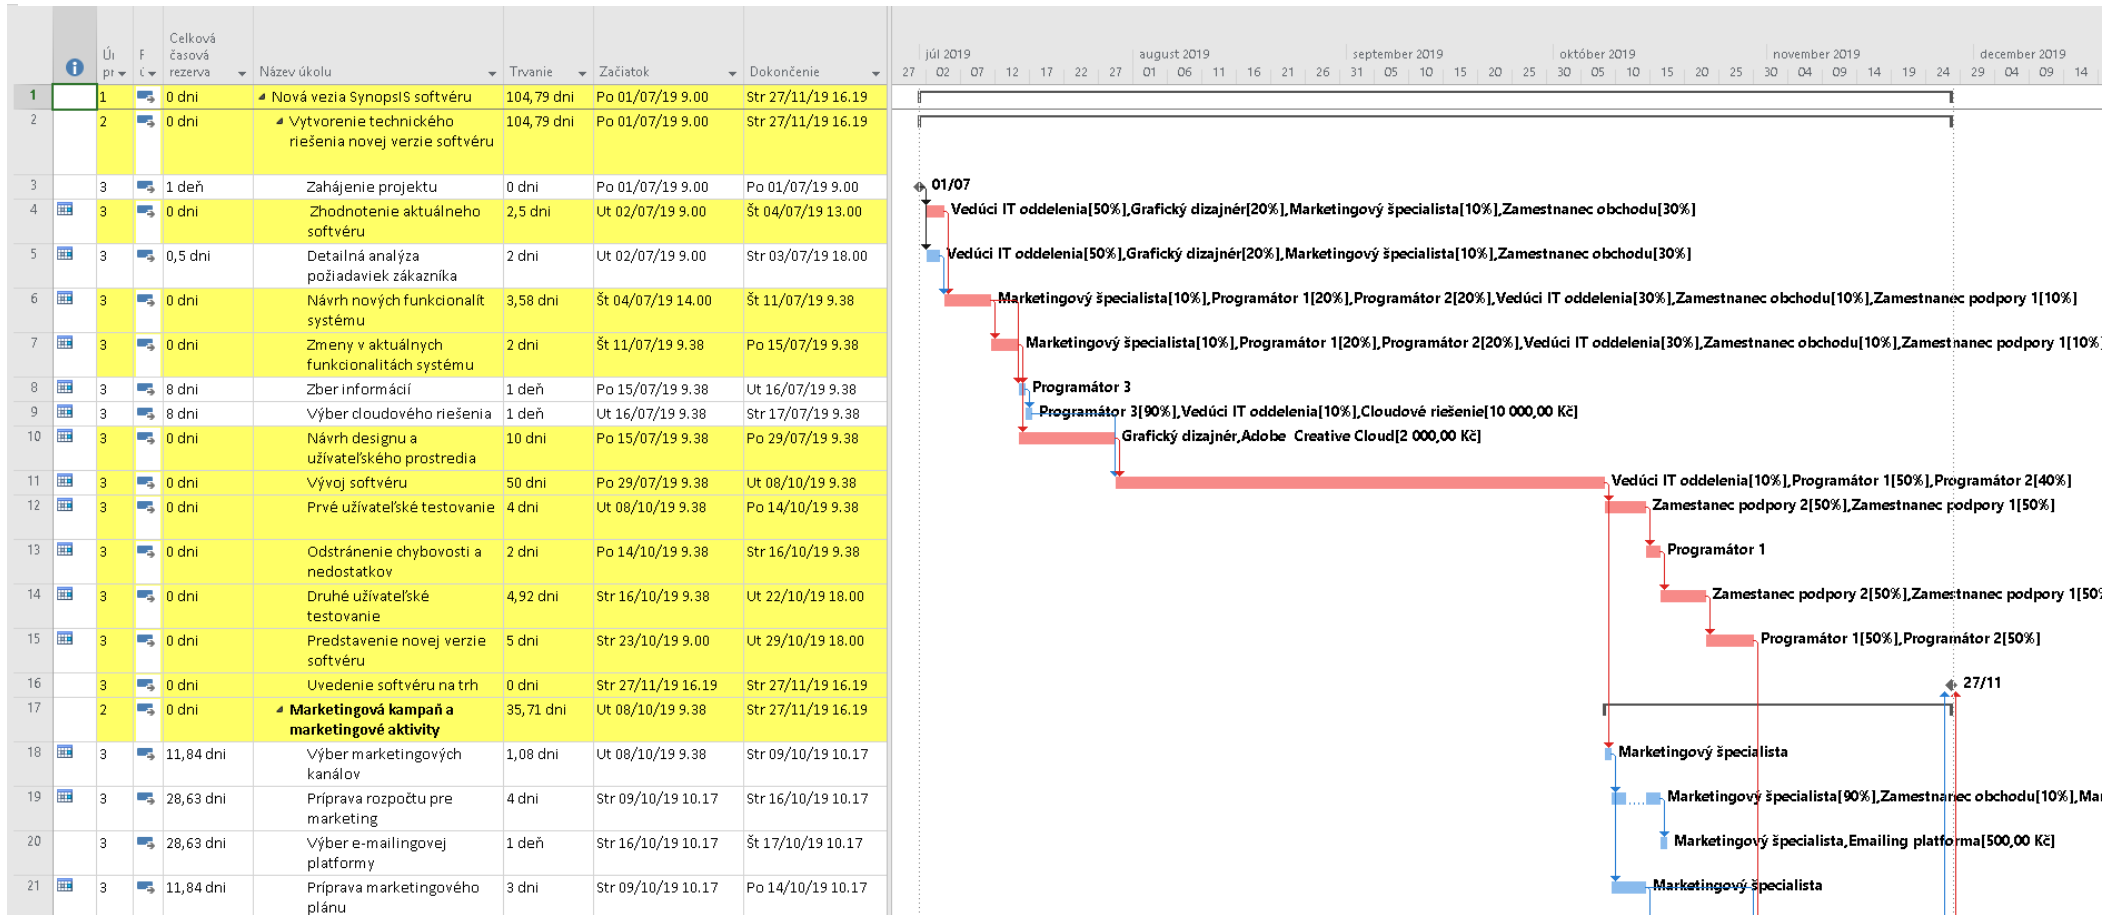 Celková
Úı F časová júl 2019 august 2019 september 2019 október 2019 november 2019 december 2019
pr ť rezerva Název úkolu Trvanie Začiatok Dokončenie 27 02 07 12 17 22 27 01 06 11 16 21 26 31 05 10 15 20 25 30 05 10 15 20 25 30 04 09 14 19 24 29 04 09 14
1 1 0 dni Nová vezia SynopsIS softvéru 104,79 dni Po 01/07/19 9.00 Str 27/11/19 16.19
2 2 0 dni Vytvorenie technického 104,79 dni Po 01/07/19 9.00 Str 27/11/19 16.19
riešenia novej verzie softvéru
3 3 1 deň Zahájenie projektu 0 dni Po 01/07/19 9.00 Po 01/07/19 9.00 01/07
4 3 0 dni Zhodnotenie aktuálneho 2,5 dni Ut 02/07/19 9.00 Št 04/07/19 13.00 Vedúci IT oddelenia[50%],Grafický dizajnér[20%],Marketingový špecialista[10%],Zamestnanec obchodu[30%]
softvéru
5 3 0,5 dni Detailná analýza 2 dni Ut 02/07/19 9.00 Str 03/07/19 18.00 Vedúci IT oddelenia[50%],Grafický dizajnér[20%],Marketingový špecialista[10%],Zamestnanec obchodu[30%]
požiadaviek zákazníka
6 3 0 dni Návrh nových funkcionalít 3,58 dni Št 04/07/19 14.00 Št 11/07/19 9.38 Marketingový špecialista[10%],Programátor 1[20%],Programátor 2[20%],Vedúci IT oddelenia[30%],Zamestnanec obchodu[10%],Zamestnanec podpory 1[10%]
systému
7 3 0 dni Zmeny v aktuálnych 2 dni Št 11/07/19 9.38 Po 15/07/19 9.38 Marketingový špecialista[10%],Programátor 1[20%],Programátor 2[20%],Vedúci IT oddelenia[30%],Zamestnanec obchodu[10%],Zamestnanec podpory 1[10%]
funkcionalitách systému
8 3 8 dni Zber informácií 1 deň Po 15/07/19 9.38 Ut 16/07/19 9.38 Programátor 3
9 3 8 dni Výber cloudového riešenia 1 deň Ut 16/07/19 9.38 Str 17/07/19 9.38 Programátor 3[90%],Vedúci IT oddelenia[10%],Cloudové riešenie[10 000,00 Kč]
10 3 0 dni Návrh designu a 10 dni Po 15/07/19 9.38 Po 29/07/19 9.38 Grafický dizajnér,Adobe Creative Cloud[2 000,00 Kč]
užívateľského prostredia
11 3 0 dni Vývoj softvéru 50 dni Po 29/07/19 9.38 Ut 08/10/19 9.38 Vedúci IT oddelenia[10%],Programátor 1[50%],Programátor 2[40%]
12 3 0 dni Prvé užívateľské testovanie 4 dni Ut 08/10/19 9.38 Po 14/10/19 9.38 Zamestanec podpory 2[50%],Zamestnanec podpory 1[50%]
13 3 0 dni Odstránenie chybovosti a 2 dni Po 14/10/19 9.38 Str 16/10/19 9.38 Programátor 1
nedostatkov
14 3 0 dni Druhé užívateľské 4,92 dni Str 16/10/19 9.38 Ut 22/10/19 18.00 Zamestanec podpory 2[50%],Zamestnanec podpory 1[50%
testovanie
15 3 0 dni Predstavenie novej verzie 5 dni Str 23/10/19 9.00 Ut 29/10/19 18.00 Programátor 1[50%],Programátor 2[50%]
softvéru
16 3 0 dni Uvedenie softvéru na trh 0 dni Str 27/11/19 16.19 Str 27/11/19 16.19 27/11
17 2 0 dni Marketingová kampaň a 35,71 dni Ut 08/10/19 9.38 Str 27/11/19 16.19
marketingové aktivity
18 3 11,84 dni Výber marketingových 1,08 dni Ut 08/10/19 9.38 Str 09/10/19 10.17 Marketingový špecialista
kanálov
19 3 28,63 dni Príprava rozpočtu pre 4 dni Str 09/10/19 10.17 Str 16/10/19 10.17 Marketingový špecialista[90%],Zamestnanec obchodu[10%],Mar
marketing
20 3 28,63 dni Výber e-mailingovej 1 deň Str 16/10/19 10.17 Št 17/10/19 10.17 Marketingový špecialista,Emailing platforma[500,00 Kč]
platformy
21 3 11,84 dni Príprava marketingového 3 dni Str 09/10/19 10.17 Po 14/10/19 10.17 Marketingový špecialista
plánu